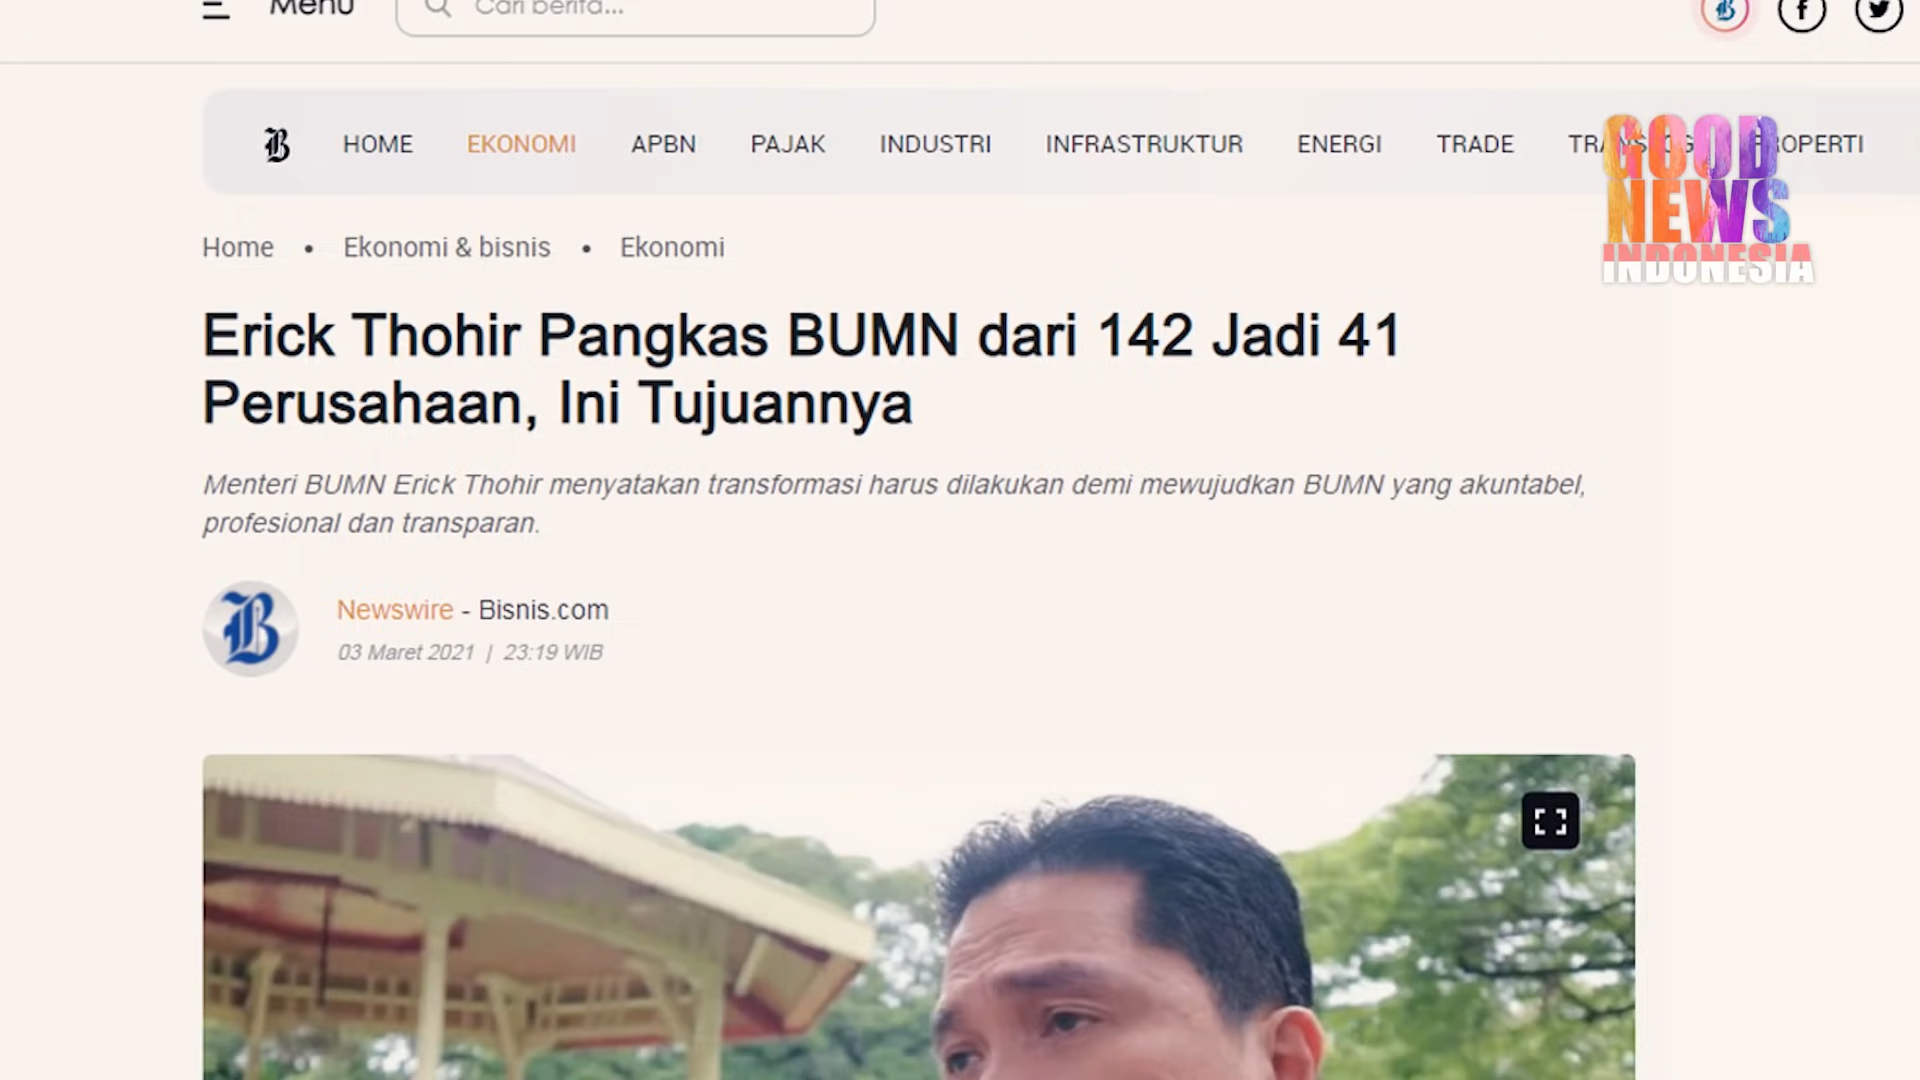 Menu
Cari berita...
HOME EKONOMI APBN PAJAK INDUSTRI INFRASTRUKTUR ENERGI TRADE
GOOD
NEWS
INDONESIA
Home • Ekonomi & bisnis • Ekonomi
Erick Thohir Pangkas BUMN dari 142 Jadi 41
Perusahaan, Ini Tujuannya
Menteri BUMN Erick Thohir menyatakan transformasi harus dilakukan demi mewujudkan BUMN yang akuntabel,
profesional dan transparan.
Newswire - Bisnis.com
03 Maret 2021 | 23:19 WIB